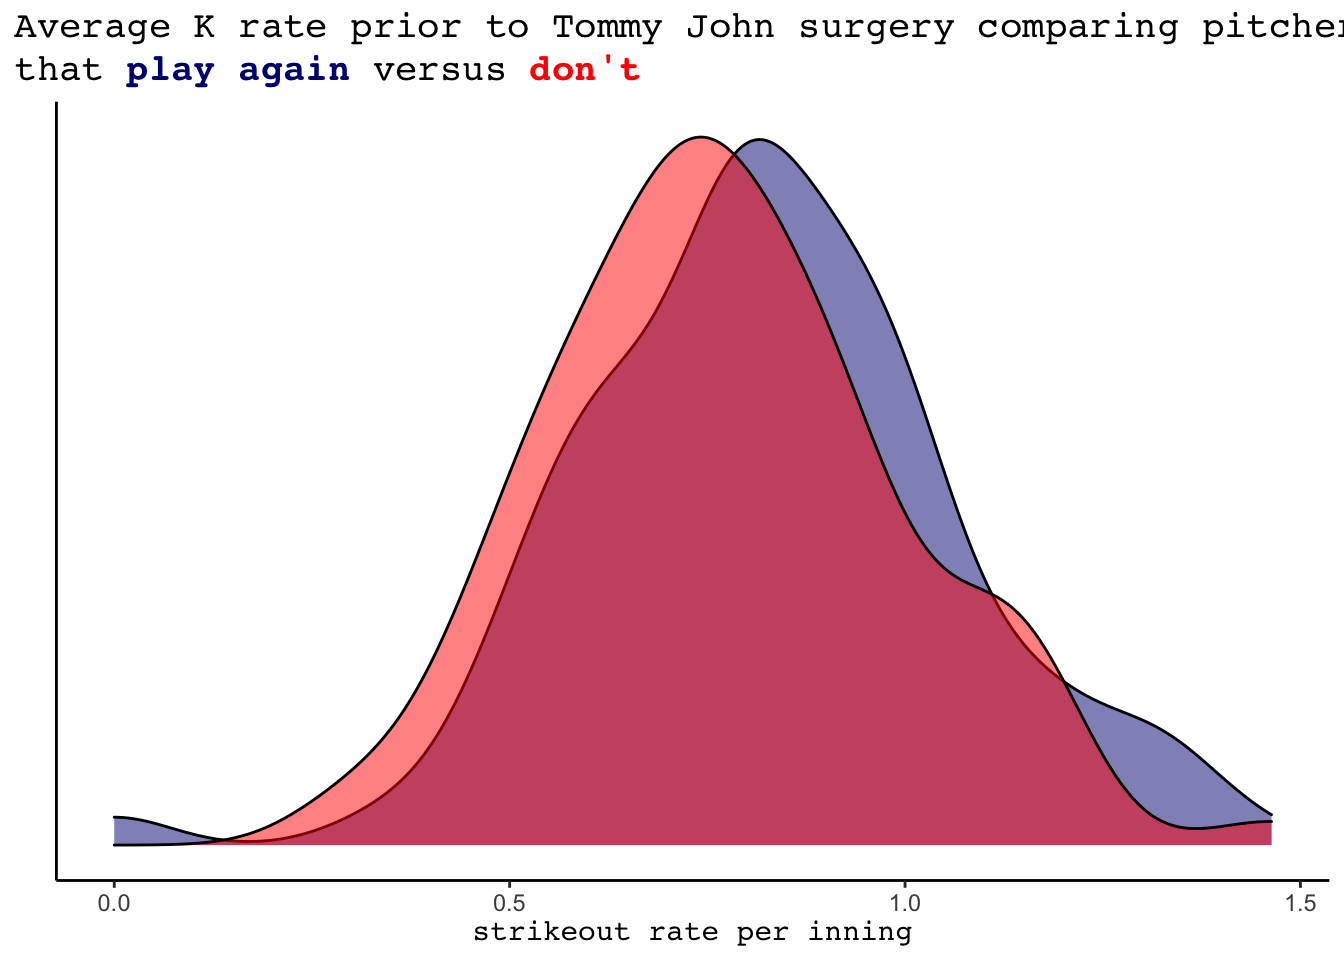 Average K rate prior to Tommy John surgery comparing pitcher
that play again versus don't
0.0 0.5 1.0 1.5
strikeout rate per inning